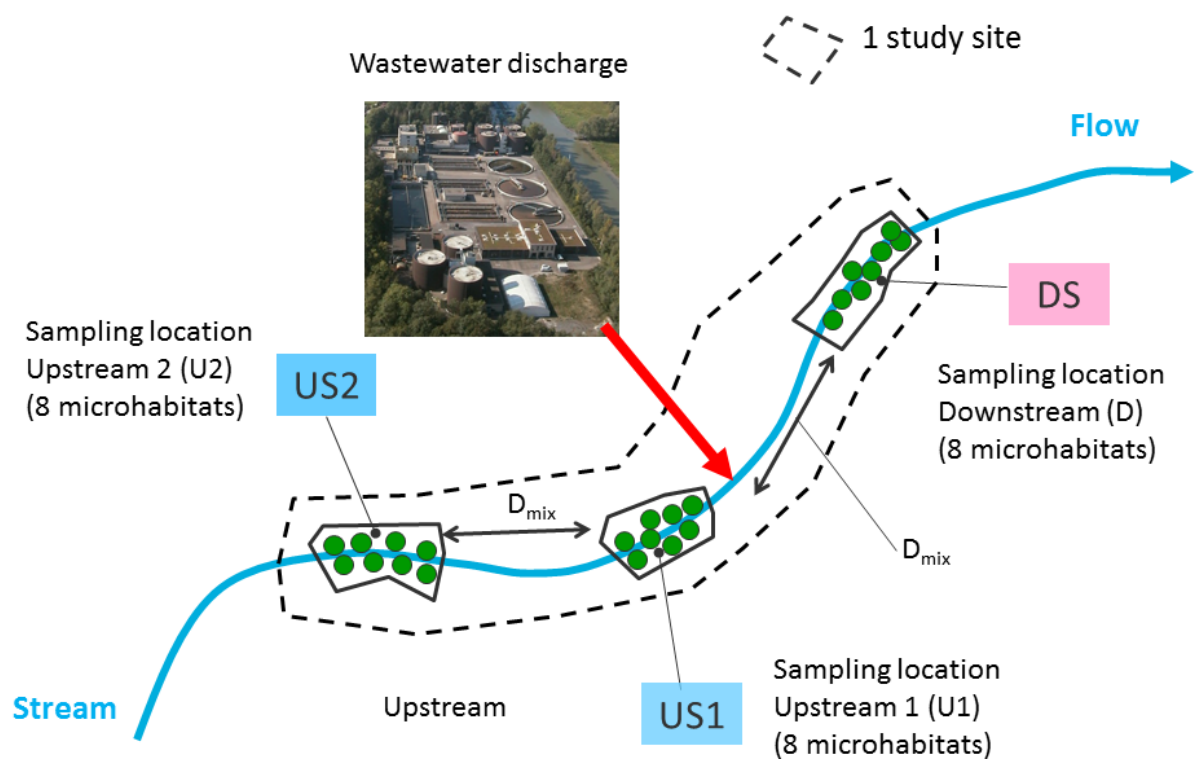 1 study site
Wastewater discharge
Flow
DS
Sampling location
Upstream 2 (U2)
(8 microhabitats)
US2
Sampling location
Downstream (D)
(8 microhabitats)
Dmix
Dmix
Sampling location
Upstream 1 (U1)
(8 microhabitats)
US1
Upstream
Stream